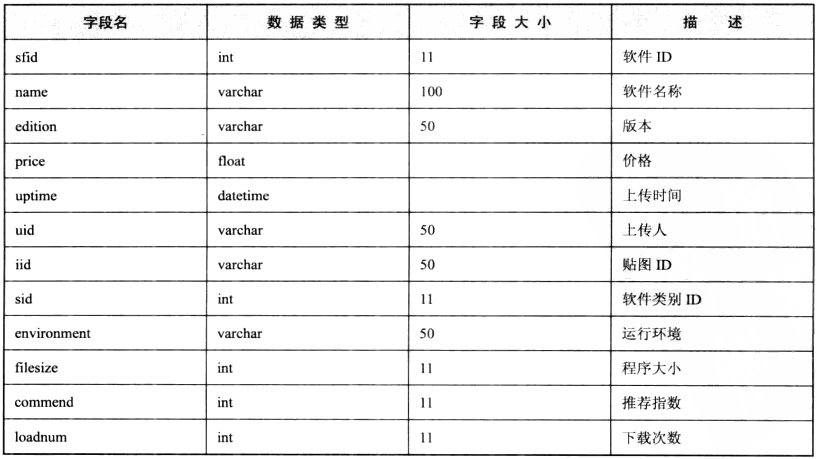 字段名 数据类型 字段大小 描述
sfid int 11 软件 ID
name varchar 100 软件名称
edition varchar 50 版本
price float 价格
uptime datetime 上传时间
uid varchar 50 上传人
iid varchar 50 贴图 ID
sid int 11 软件类别 ID
environment varchar 50 运行环境
filesize int 11 程序大小
commend int 11 推荐指数
loadnum int 11 下载次数